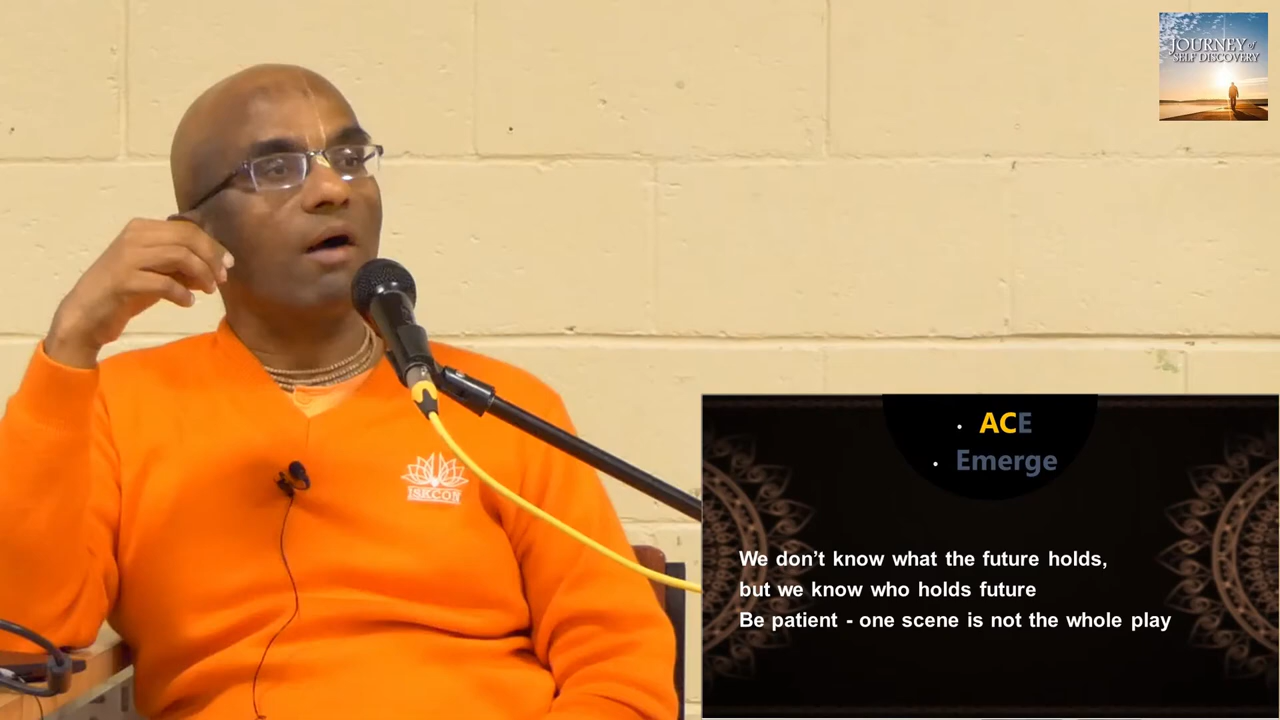 JOURNEY of
SELF DISCOVERY
ISKCON
• ACE
• Emerge
We don't know what the future holds,
but we know who holds future
Be patient - one scene is not the whole play